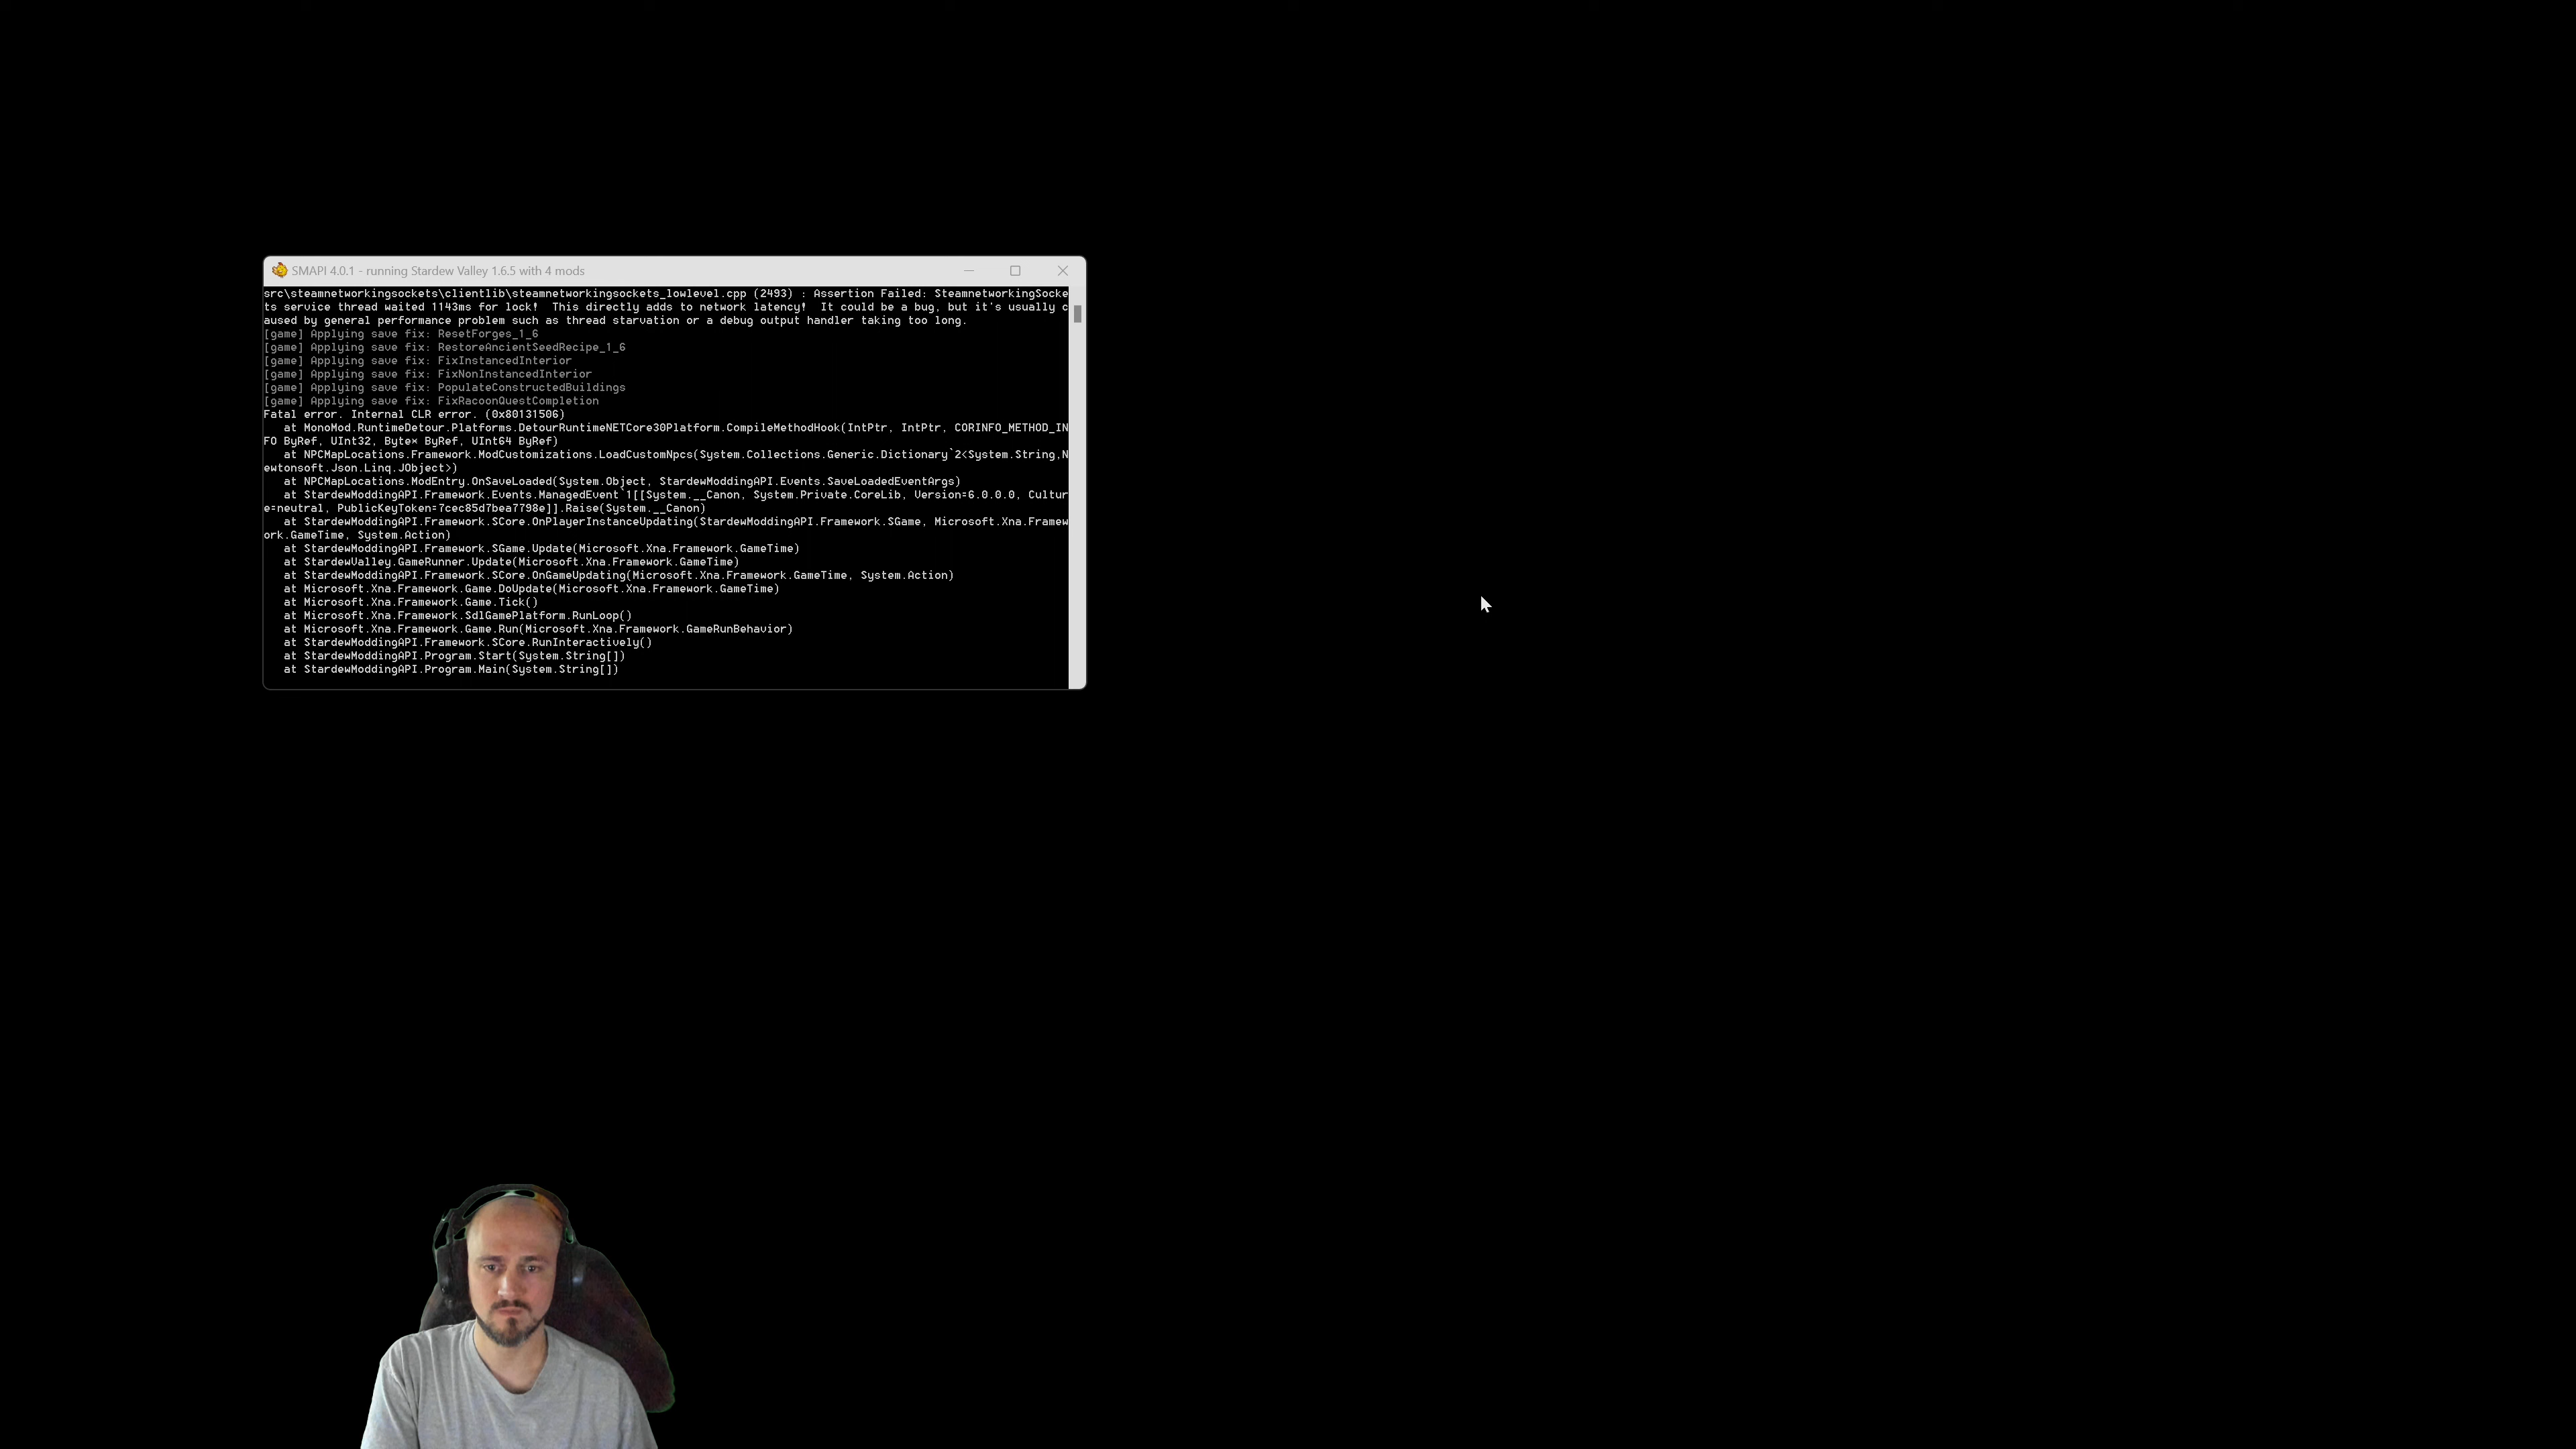 SMAPI 4.0.1 - running Stardew Valley 1.6.5 with 4 mods
src\steamnetworkingsockets\clientlib\steamnetworkingsockets_lowlevel.cpp (2493) : Assertion Failed: SteamnetworkingSocke
ts service thread waited 1143ms for lock!  This directly adds to network latency!  It could be a bug, but it's usually c
aused by general performance problem such as thread starvation or a debug output handler taking too long.
[game] Applying save fix: ResetForges_1_6
[game] Applying save fix: RestoreAncientSeedRecipe_1_6
[game] Applying save fix: FixInstancedInterior
[game] Applying save fix: FixNonInstancedInterior
[game] Applying save fix: PopulateConstructedBuildings
[game] Applying save fix: FixRacoonQuestCompletion
Fatal error. Internal CLR error. (0x80131506)
   at MonoMod.RuntimeDetour.Platforms.DetourRuntimeNETCore30Platform.CompileMethodHook(IntPtr, IntPtr, CORINFO_METHOD_IN
FO ByRef, UInt32, Byte* ByRef, UInt64 ByRef)
   at NPCMapLocations.Framework.ModCustomizations.LoadCustomNpcs(System.Collections.Generic.Dictionary`2<System.String,N
ewtonsoft.Json.Linq.JObject>)
   at NPCMapLocations.ModEntry.OnSaveLoaded(System.Object, StardewModdingAPI.Events.SaveLoadedEventArgs)
   at StardewModdingAPI.Framework.Events.ManagedEvent`1[[System.__Canon, System.Private.CoreLib, Version=6.0.0.0, Cultur
e=neutral, PublicKeyToken=7cec85d7bea7798e]].Raise(System.__Canon)
   at StardewModdingAPI.Framework.SCore.OnPlayerInstanceUpdating(StardewModdingAPI.Framework.SGame, Microsoft.Xna.Framew
ork.GameTime, System.Action)
   at StardewModdingAPI.Framework.SGame.Update(Microsoft.Xna.Framework.GameTime)
   at StardewValley.GameRunner.Update(Microsoft.Xna.Framework.GameTime)
   at StardewModdingAPI.Framework.SCore.OnGameUpdating(Microsoft.Xna.Framework.GameTime, System.Action)
   at Microsoft.Xna.Framework.Game.DoUpdate(Microsoft.Xna.Framework.GameTime)
   at Microsoft.Xna.Framework.Game.Tick()
   at Microsoft.Xna.Framework.SdlGamePlatform.RunLoop()
   at Microsoft.Xna.Framework.Game.Run(Microsoft.Xna.Framework.GameRunBehavior)
   at StardewModdingAPI.Framework.SCore.RunInteractively()
   at StardewModdingAPI.Program.Start(System.String[])
   at StardewModdingAPI.Program.Main(System.String[])